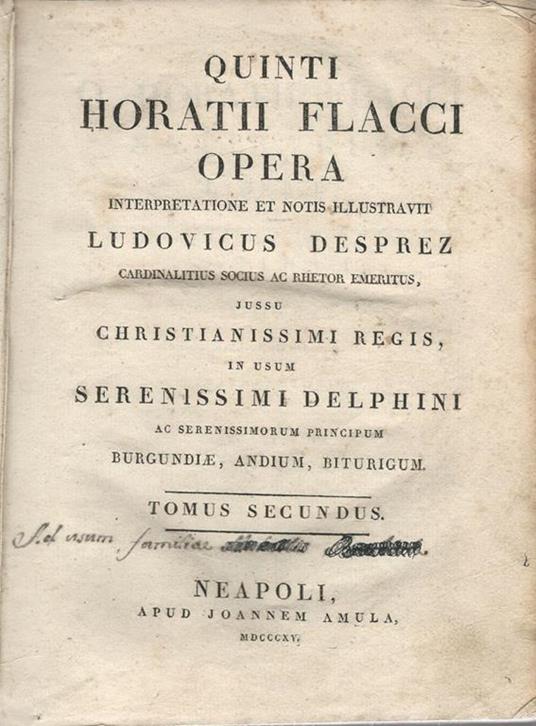 QUINTI
HORATII FLACCI
OPERA
INTERPRETATIONE ET NOTIS ILLUSTRAVIT
LUDOVICUS DESPREZ
CARDINALITIUS SOCIUS AC RHETOR EMERITUS,
JUSSU
CHRISTIANISSIMI REGIS,
IN USUM
SERENISSIMI DELPHINI
AC SERENISSIMORUM PRINCIPUM
BURGUNDIÆ, ANDIUM, BITURIGUM.
TOMUS SECUNDUS.
ad usum familiae
NEAPOLI,
APUD JOANNEM AMULA,
MDCCCXV.